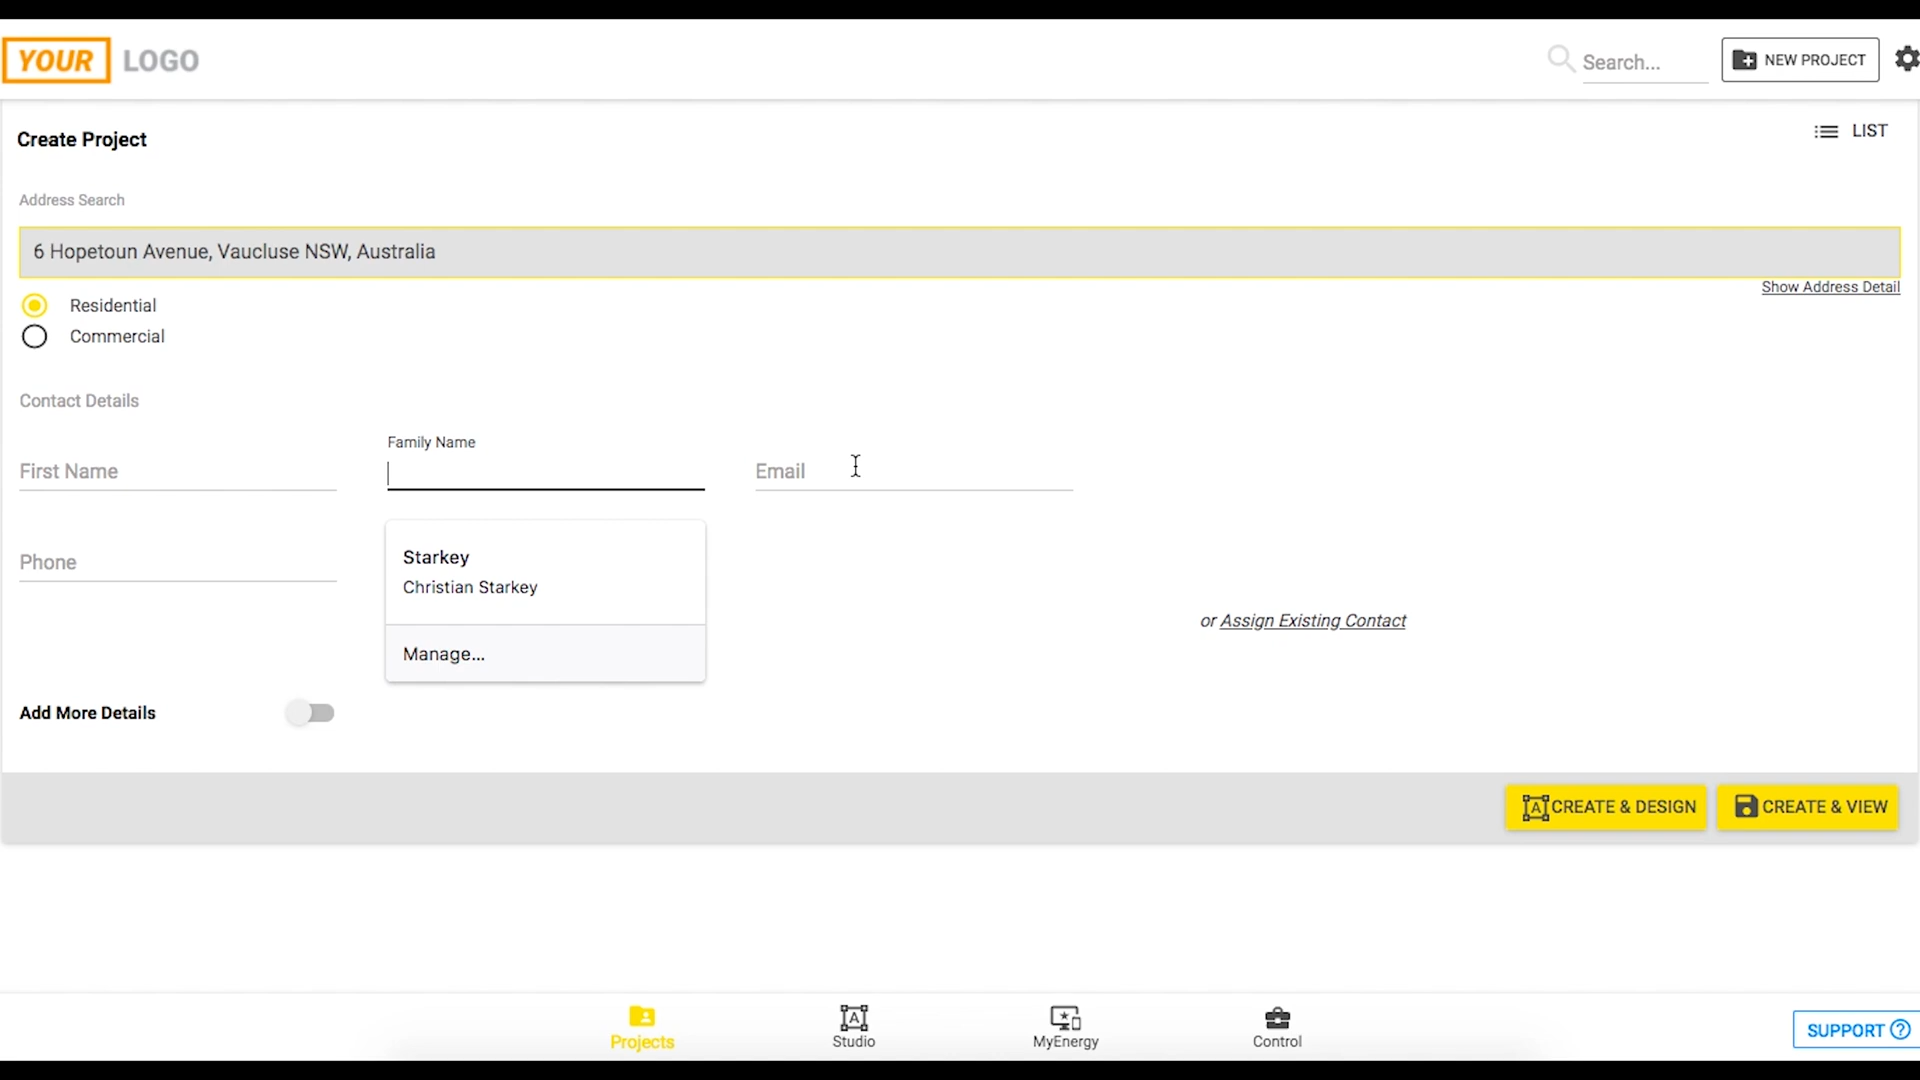 YOUR LOGO
Search...
NEW PROJECT
Create Project
LIST
Address Search
6 Hopetoun Avenue, Vaucluse NSW, Australia
Show Address Detail
Residential
Commercial
Contact Details
Family Name
First Name
Email
Starkey
Christian Starkey
Phone
or Assign Existing Contact
Manage...
Add More Details
CREATE & DESIGN
CREATE & VIEW
Projects
Studio
MyEnergy
Control
SUPPORT